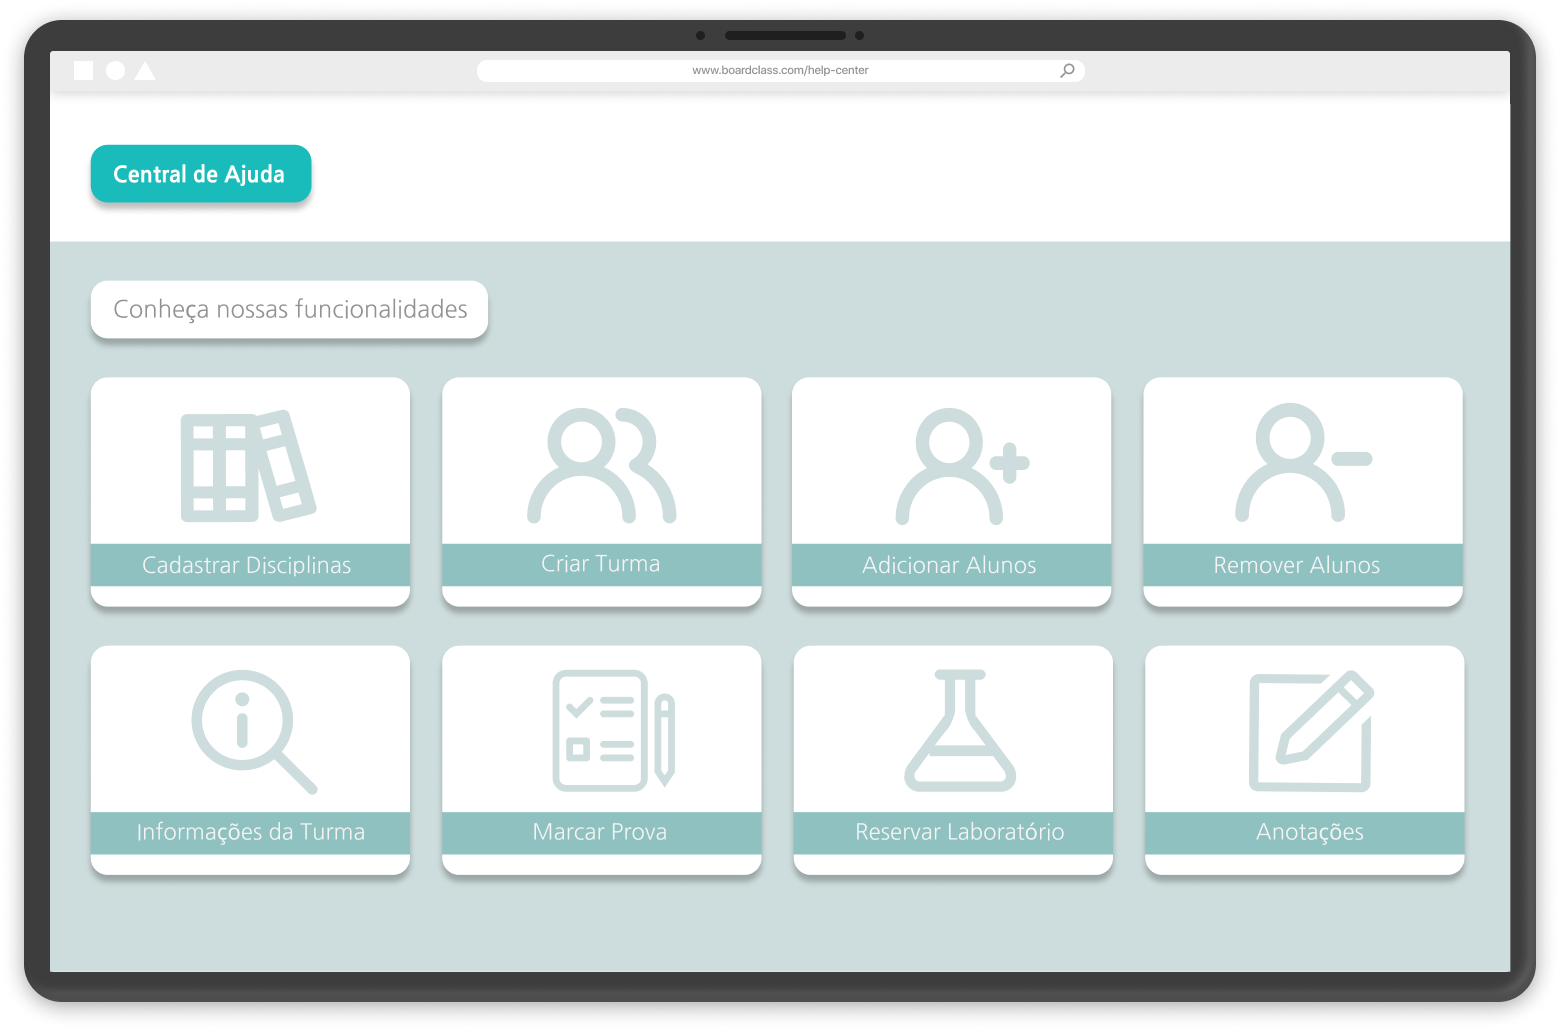 www.boardclass.com/help-center
Central de Ajuda
Conheça nossas funcionalidades
Cadastrar Disciplinas
Criar Turma
Adicionar Alunos
Remover Alunos
Informações da Turma
Marcar Prova
Reservar Laboratório
Anotações